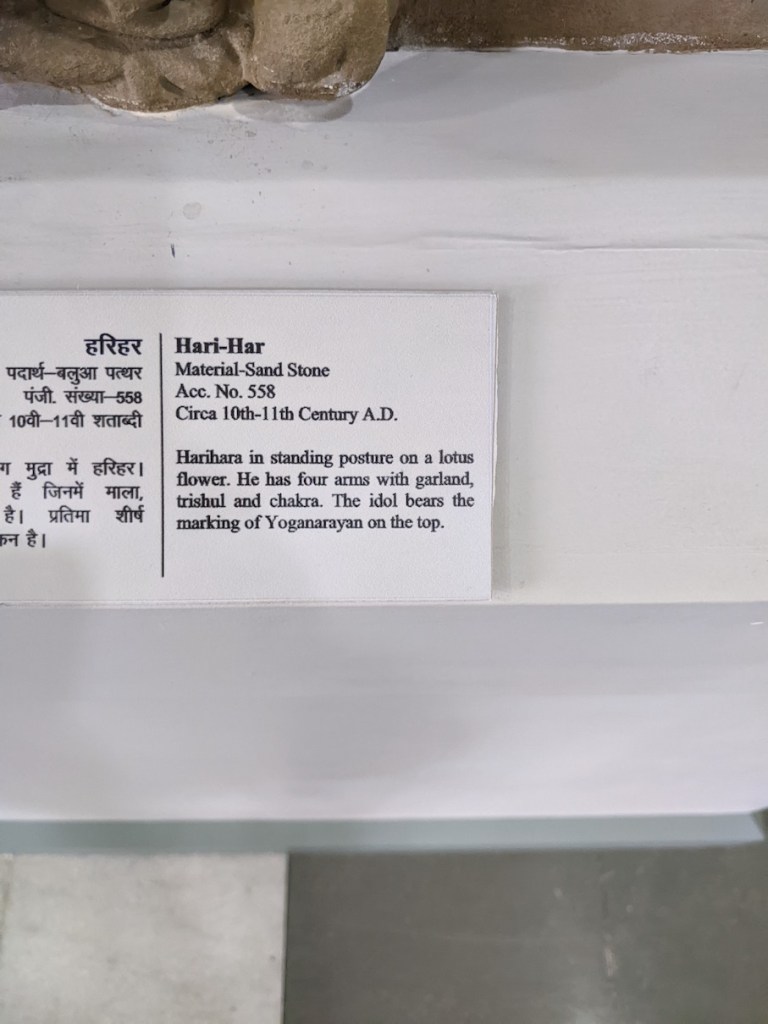 हरिहर
पदार्थ–बलुआ पत्थर
पंजी. संख्या–558
10वी–11वी शताब्दी
मुद्रा में हरिहर।
हैं जिनमें माला,
है। प्रतिमा शीर्ष
है।
Hari-Har
Material-Sand Stone
Acc. No. 558
Circa 10th-11th Century A.D.
Harihara in standing posture on a lotus
flower. He has four arms with garland,
trishul and chakra. The idol bears the
marking of Yoganarayan on the top.